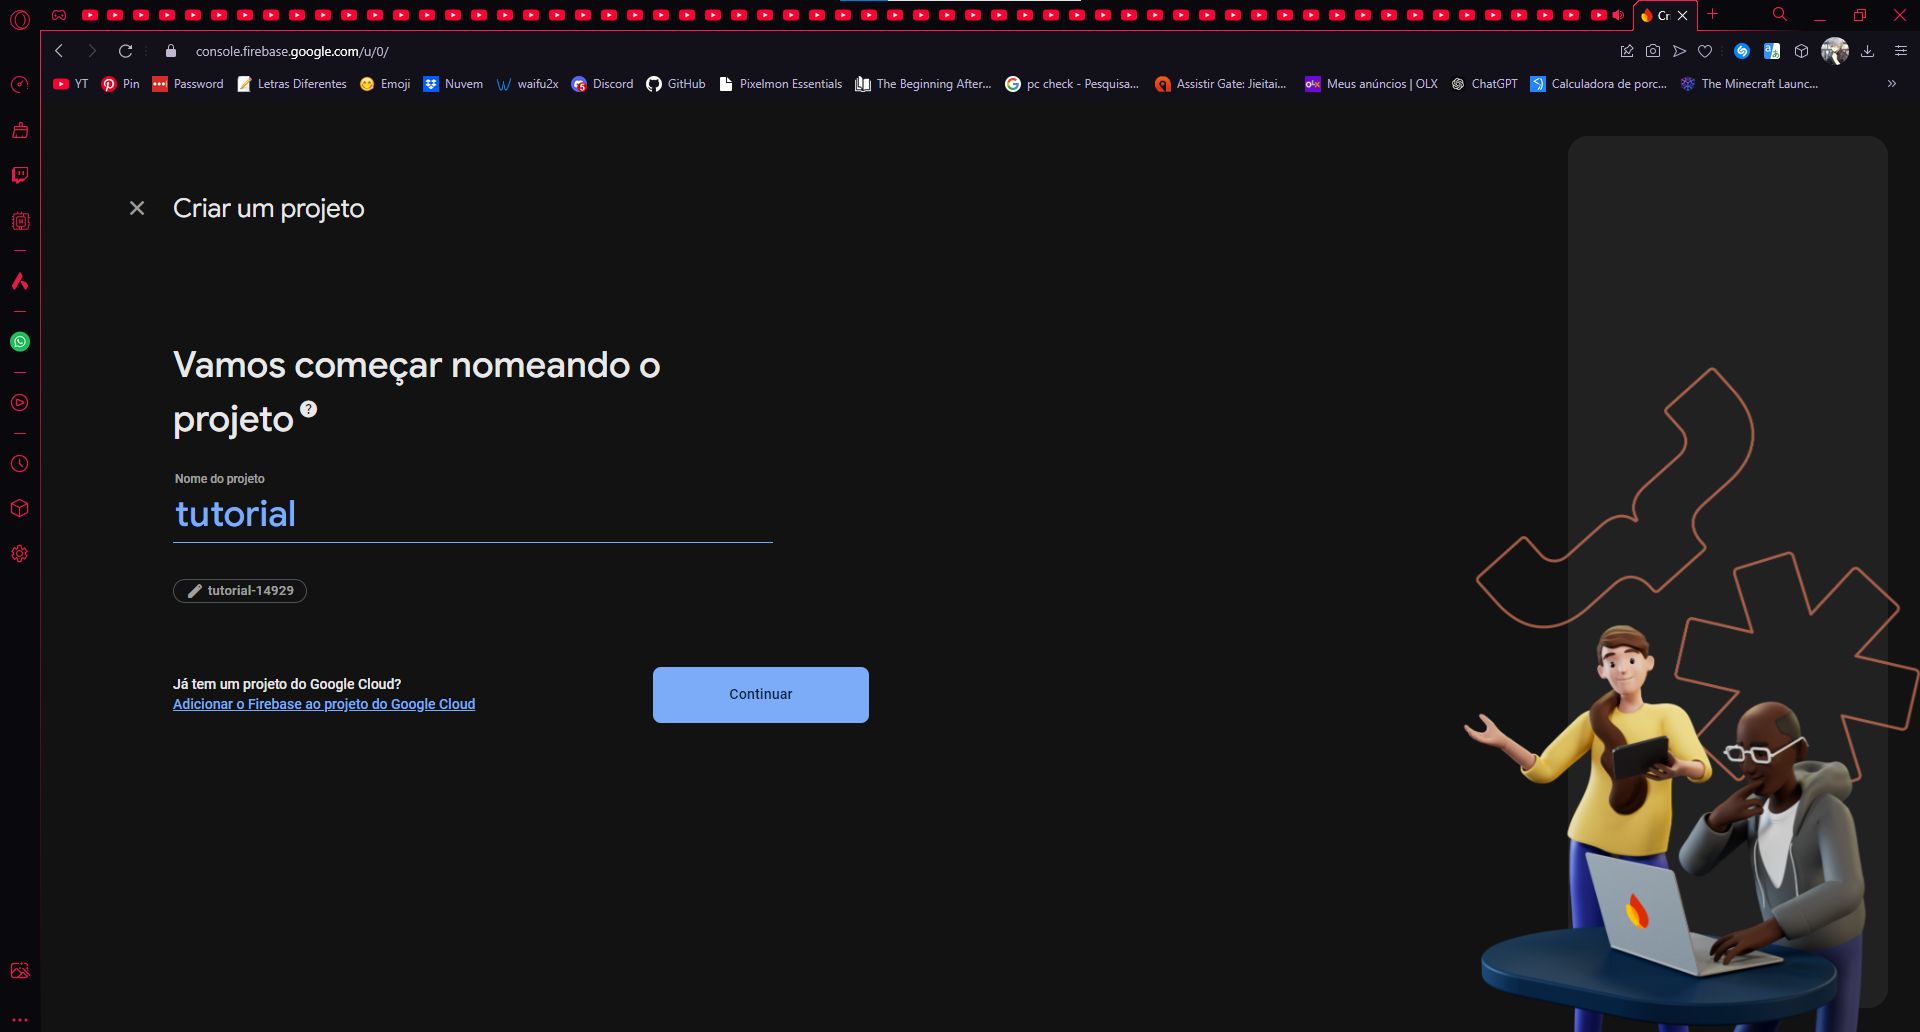 Cr
console.firebase.google.com/u/0/
YT Pin Password Letras Diferentes Emoji Nuvem waifu2x Discord GitHub Pixelmon Essentials The Beginning After... pc check - Pesquisa... Assistir Gate: Jieitai... Meus anúncios | OLX ChatGPT Calculadora de porc... The Minecraft Launc...
Criar um projeto
Vamos começar nomeando o
projeto ?
Nome do projeto
tutorial
tutorial-14929
Já tem um projeto do Google Cloud?
Adicionar o Firebase ao projeto do Google Cloud
Continuar